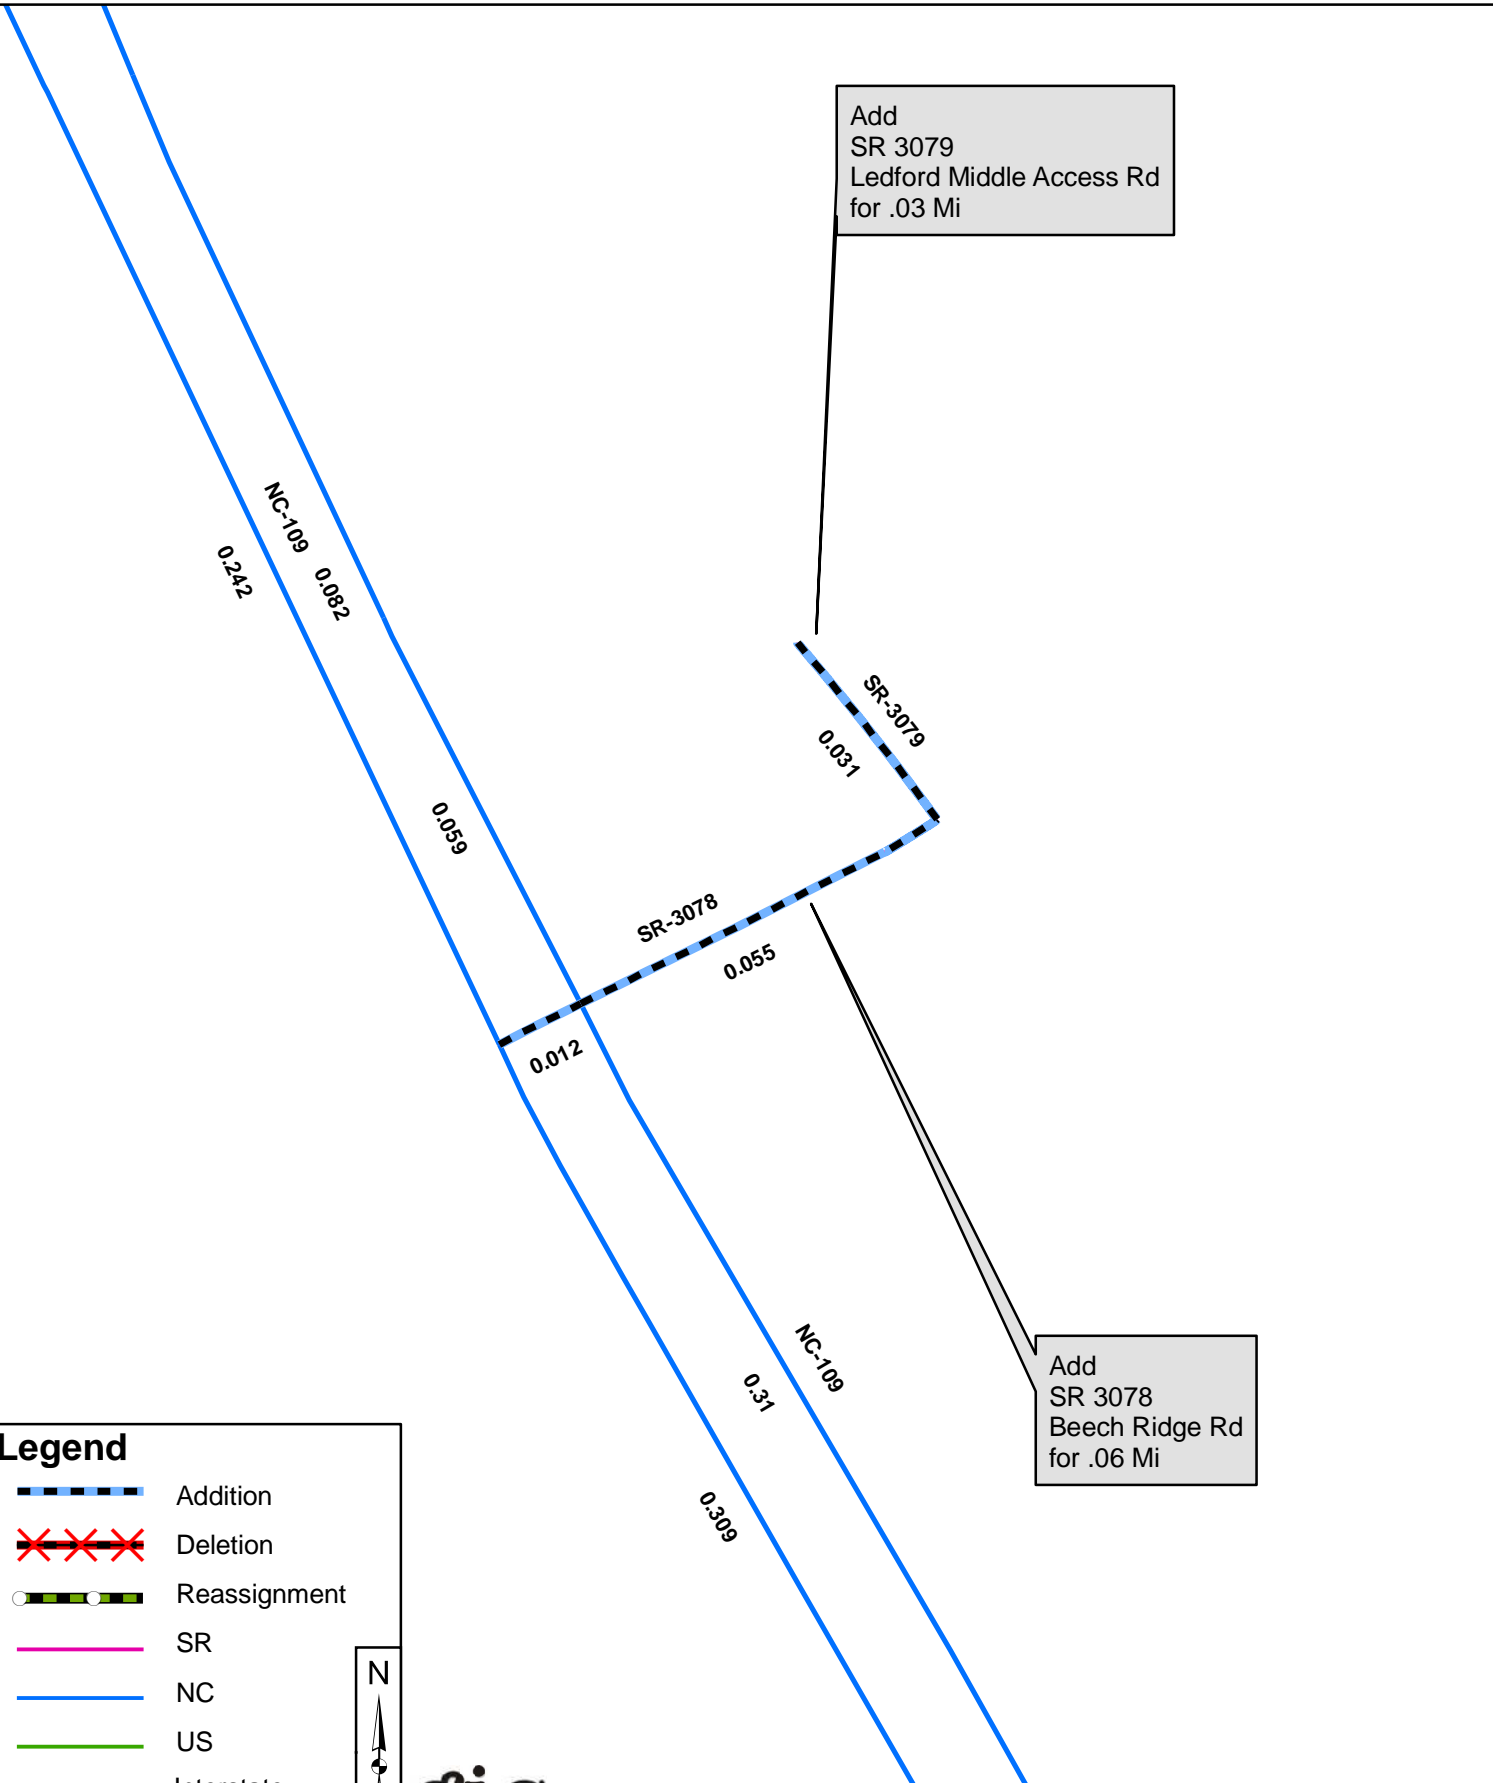 Add
SR 3079
Ledford Middle Access Rd
for .03 Mi
NC-109
0.242
0.082
SR-3079
0.031
0.059
SR-3078
0.055
0.012
NC-109
0.31
0.309
Add
SR 3078
Beech Ridge Rd
for .06 Mi
Legend
Addition
Deletion
Reassignment
SR
NC
US
Interstate
N